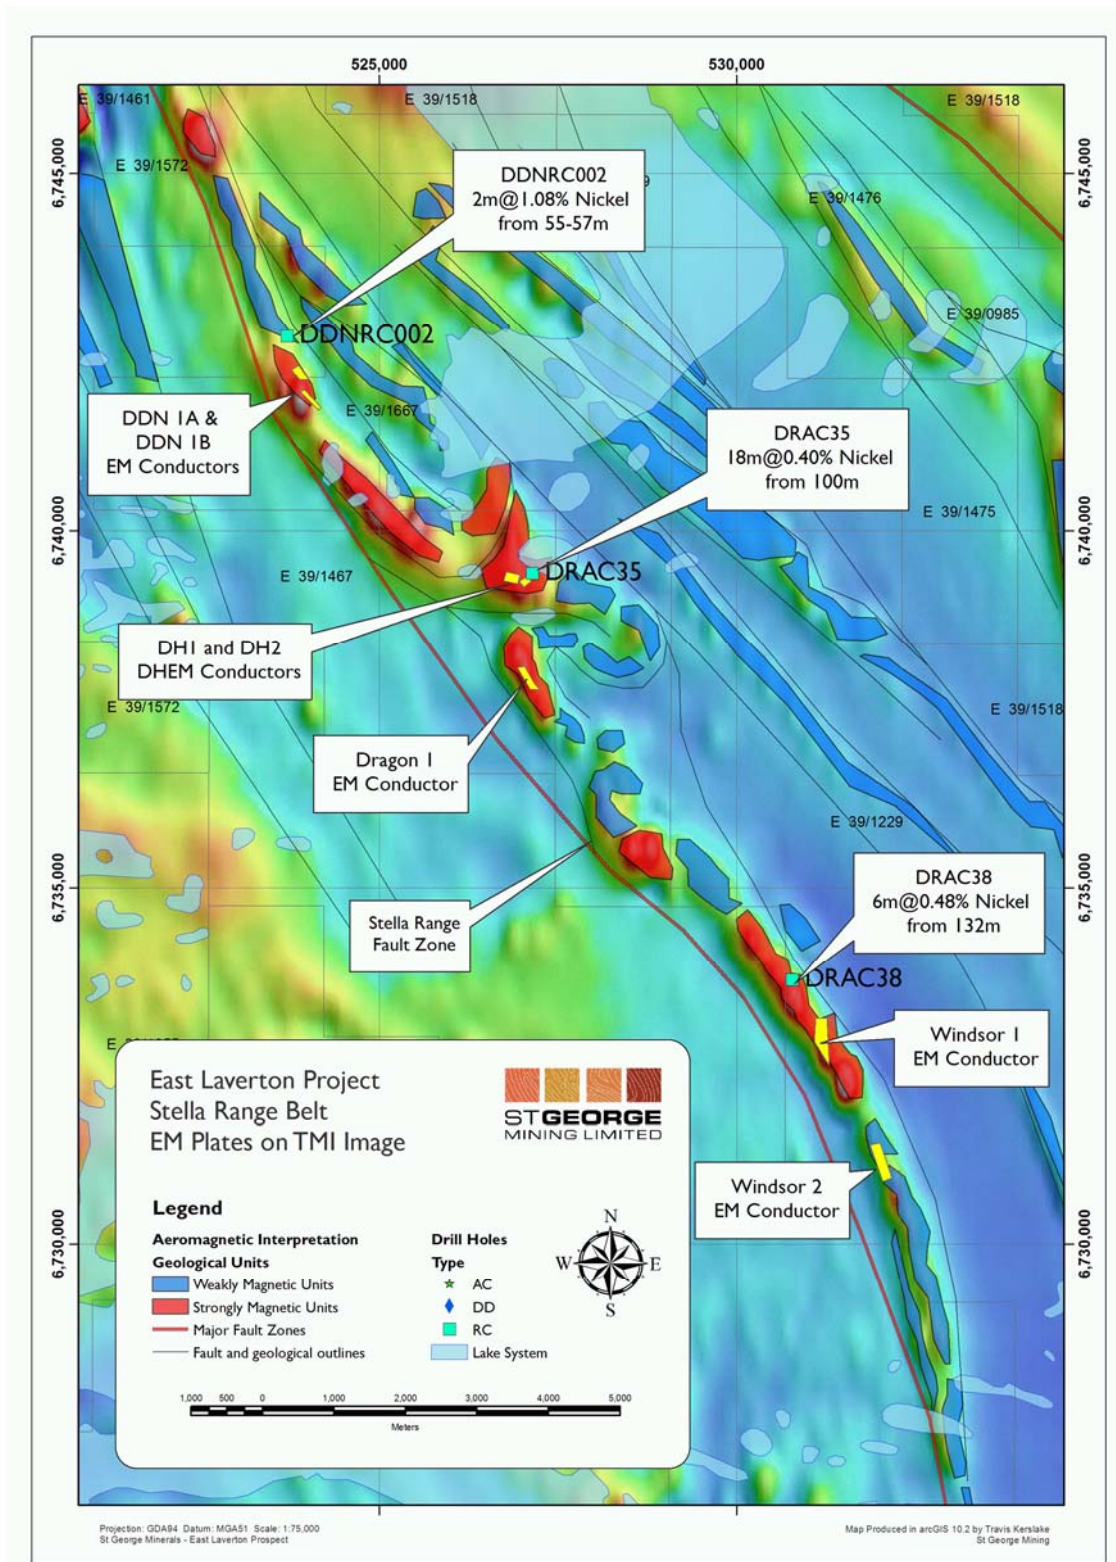 525,000
530,000
E 39/1461
E 39/1518
E 39/1518
E 39/1572
6,745,000
6,745,000
DDNRC002
2m@1.08% Nickel
from 55-57m
9
E 39/1476
E 39/0985
DDNRC002
E 39/1667
DDN 1A &
DDN 1B
EM Conductors
DRAC35
18m@0.40% Nickel
from 100m
E 39/1475
6,740,000
6,740,000
E 39/1467
DRAC35
DH1 and DH2
DHEM Conductors
E 39/1572
E 39/1518
Dragon 1
EM Conductor
E 39/1229
6,735,000
6,735,000
DRAC38
6m@0.48% Nickel
from 132m
Stella Range
Fault Zone
DRAC38
Windsor 1
EM Conductor
E
Windsor 2
EM Conductor
6,730,000
6,730,000
East Laverton Project
Stella Range Belt
EM Plates on TMI Image
STGEORGE
MINING LIMITED
Legend
Aeromagnetic Interpretation
Geological Units
Weakly Magnetic Units
Strongly Magnetic Units
Major Fault Zones
Fault and geological outlines
Drill Holes
Type
AC
DD
RC
Lake System
N
W
E
S
1,000 500 0 1,000 2,000 3,000 4,000 5,000
Meters
Projection: GDA94 Datum: MGA51 Scale: 1:75,000
St George Minerals - East Laverton Prospect
Map Produced in arcGIS 10.2 by Travis Kerslake
St George Mining